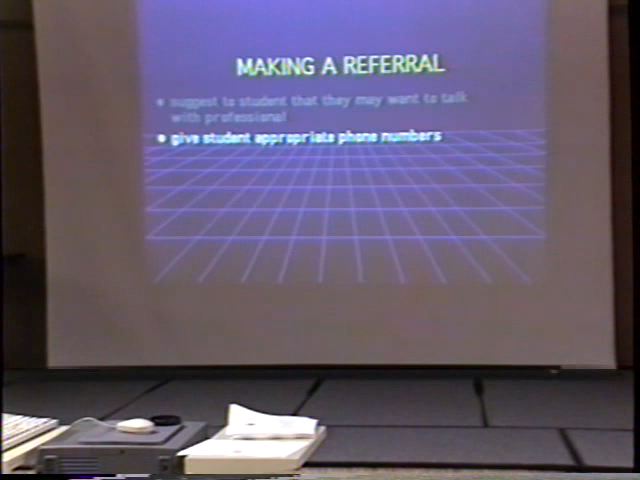 MAKING A REFERRAL
• suggest to student that they may want to talk
with professional
• give student appropriate phone numbers